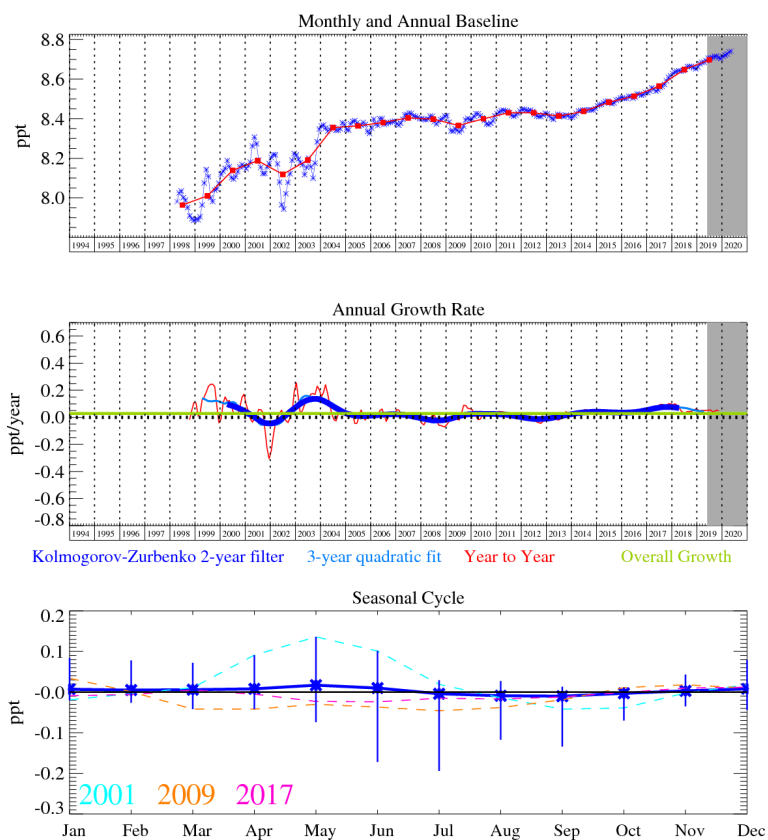 Monthly and Annual Baseline
8.8
8.6
8.4
8.2
8.0
ppt
1994 1995 1996 1997 1998 1999 2000 2001 2002 2003 2004 2005 2006 2007 2008 2009 2010 2011 2012 2013 2014 2015 2016 2017 2018 2019 2020
Annual Growth Rate
0.6
0.4
0.2
0.0
-0.2
-0.4
-0.6
-0.8
ppt/year
1994 1995 1996 1997 1998 1999 2000 2001 2002 2003 2004 2005 2006 2007 2008 2009 2010 2011 2012 2013 2014 2015 2016 2017 2018 2019 2020
Kolmogorov-Zurbenko 2-year filter 3-year quadratic fit Year to Year Overall Growth
Seasonal Cycle
0.2
0.1
-0.0
-0.1
-0.2
-0.3
ppt
2001 2009 2017
Jan Feb Mar Apr May Jun Jul Aug Sep Oct Nov Dec